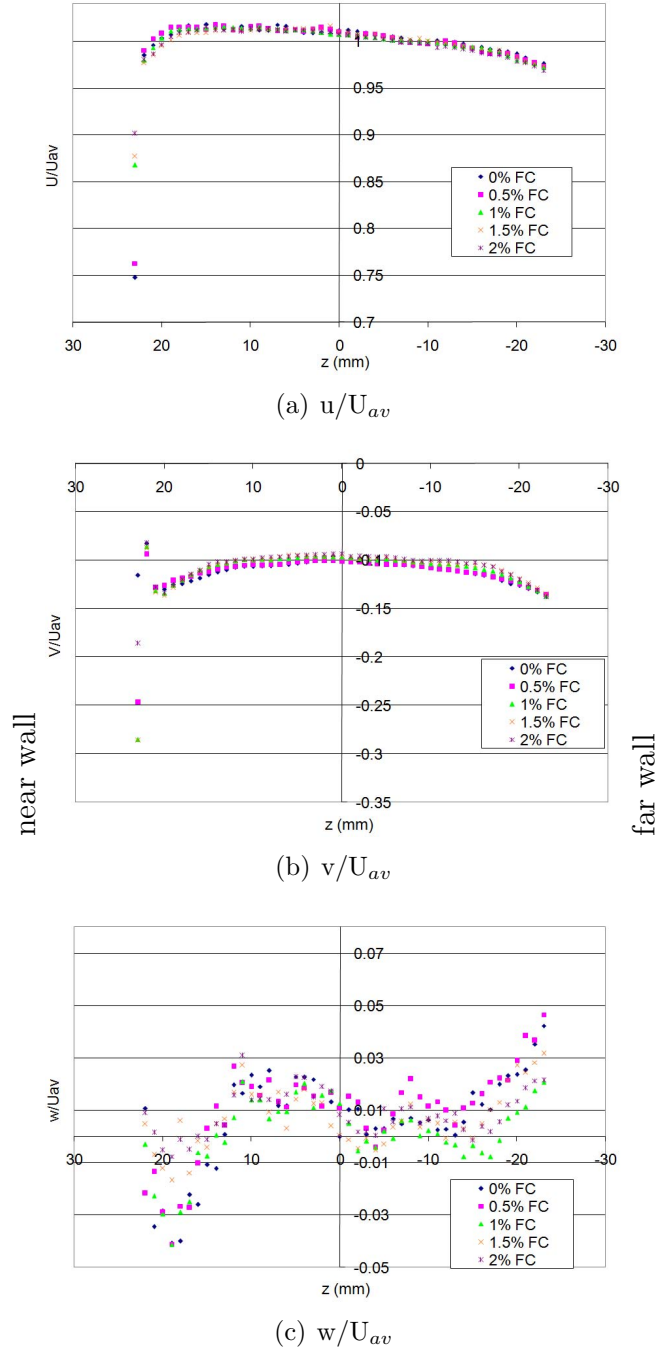 1
0.95
0.9
0.85
0.8
0.75
0.7
U/Uav
0% FC
0.5% FC
1% FC
1.5% FC
2% FC
30 20 10 0 -10 -20 -30
z (mm)
(a) u/Uav
0
30 20 10 0 -10 -20 -30
-0.05
-0.1
-0.15
-0.2
-0.25
-0.3
-0.35
V/Uav
0% FC
0.5% FC
1% FC
1.5% FC
2% FC
near wall
far wall
z (mm)
(b) v/Uav
0.07
0.05
0.03
0.01
-0.01
-0.03
-0.05
w/Uav
30 20 10 0 -10 -20 -30
0% FC
0.5% FC
1% FC
1.5% FC
2% FC
z (mm)
(c) w/Uav